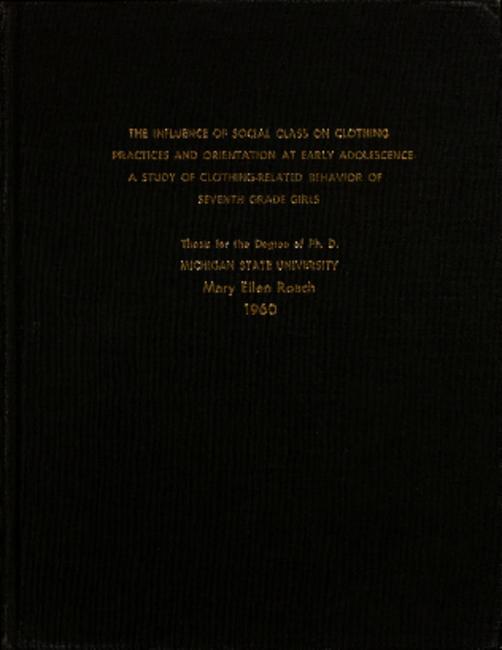 THE INFLUENCE OF SOCIAL CLASS ON CLOTHING
PRACTICES AND ORIENTATION AT EARLY ADOLESCENCE
A STUDY OF CLOTHING-RELATED BEHAVIOR OF
SEVENTH GRADE GIRLS
Thesis for the Degree of Ph. D.
MICHIGAN STATE UNIVERSITY
Mary Ellen Roach
1960